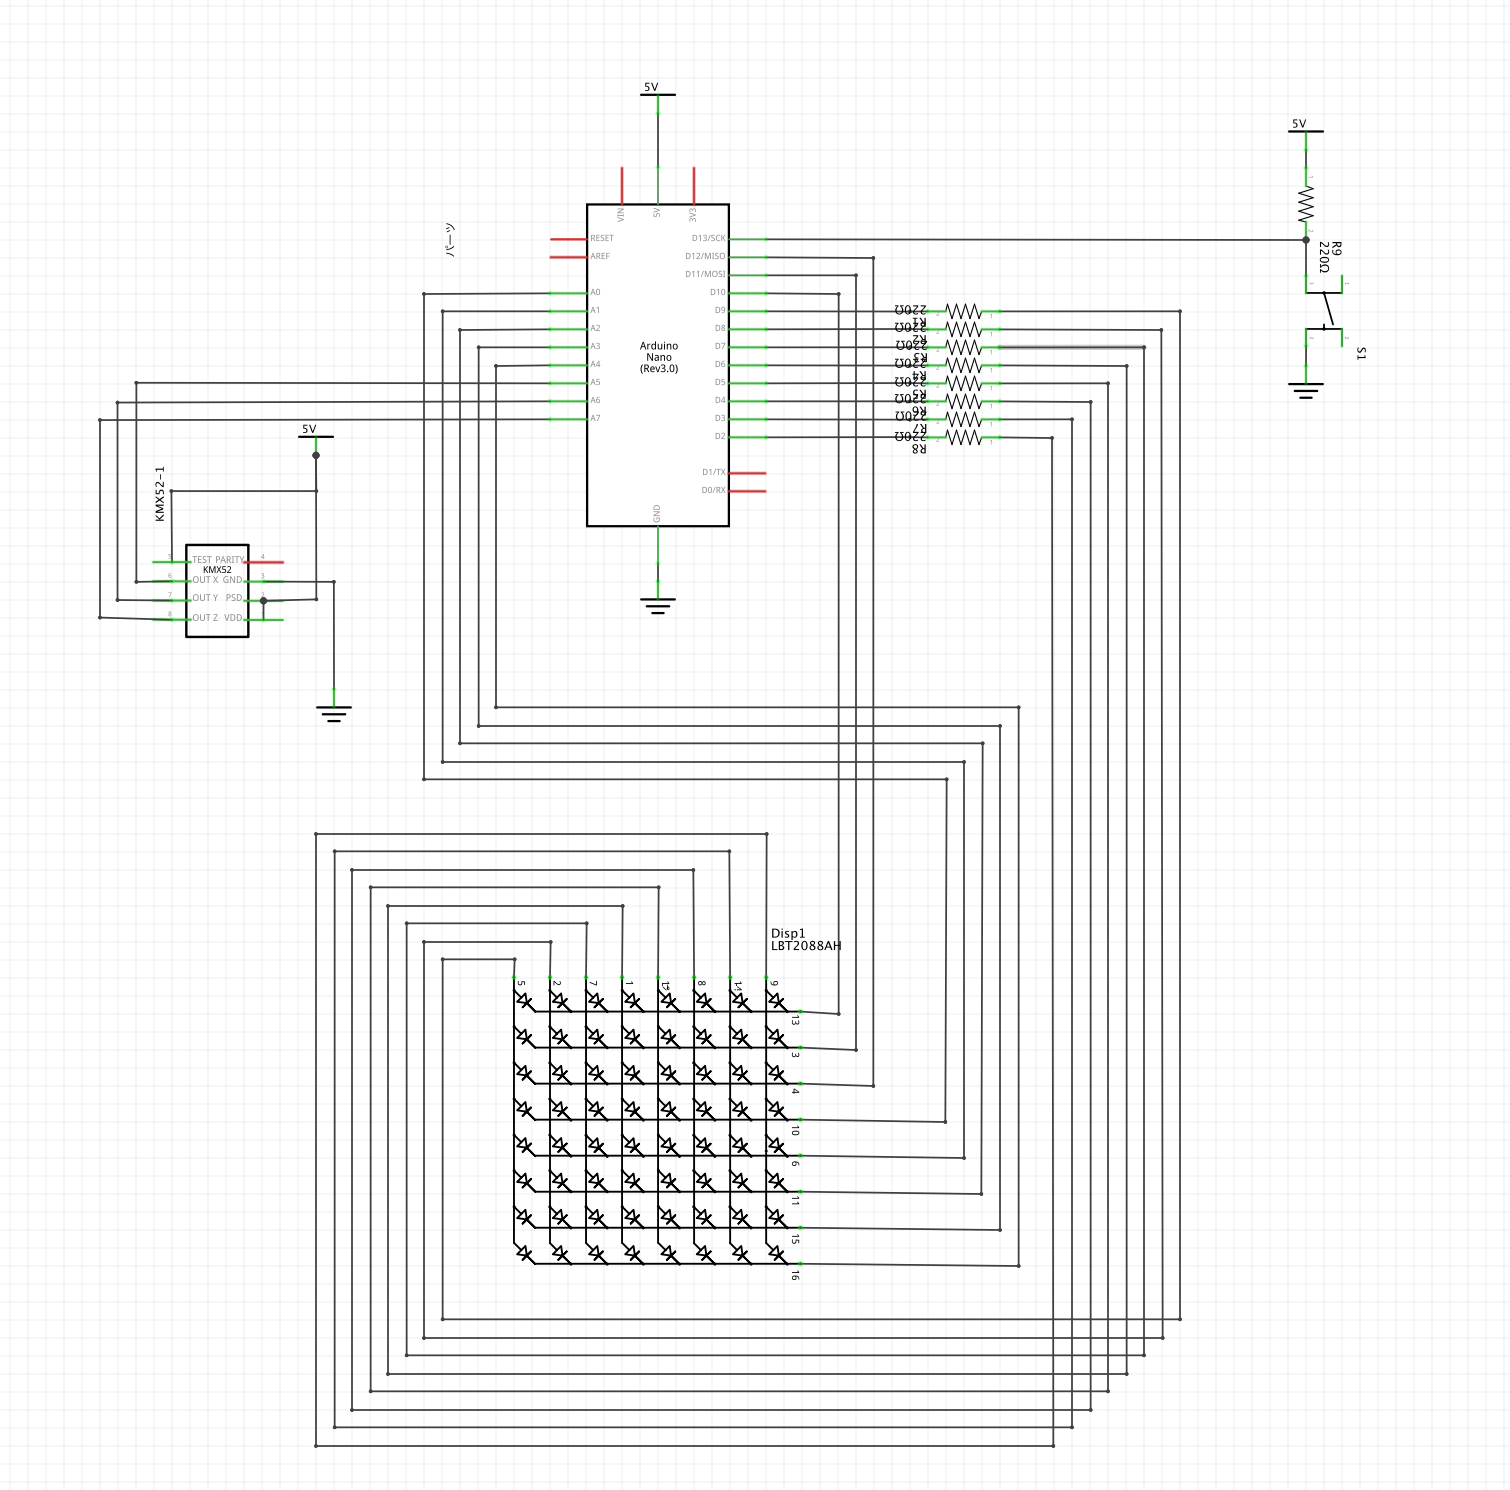 5V
5V
VIN
5V
3V3
パーツ
RESET
AREF
A0
A1
A2
A3
A4
A5
A6
A7
Arduino
Nano
(Rev3.0)
D13/SCK
D12/MISO
D11/MOSI
D10
D9
D8
D7
D6
D5
D4
D3
D2
D1/TX
D0/RX
GND
220Ω
R1
220Ω
R2
220Ω
R3
220Ω
R4
220Ω
R5
220Ω
R6
220Ω
R7
220Ω
R8
R9
220Ω
S1
5V
KMX52-1
TEST PARITY
KMX52
OUT X GND
OUT Y PSD
OUT Z VDD
5
6
7
8
4
3
Disp1
LBT2088AH
5
2
7
1
8
9
13
3
4
10
6
11
15
16